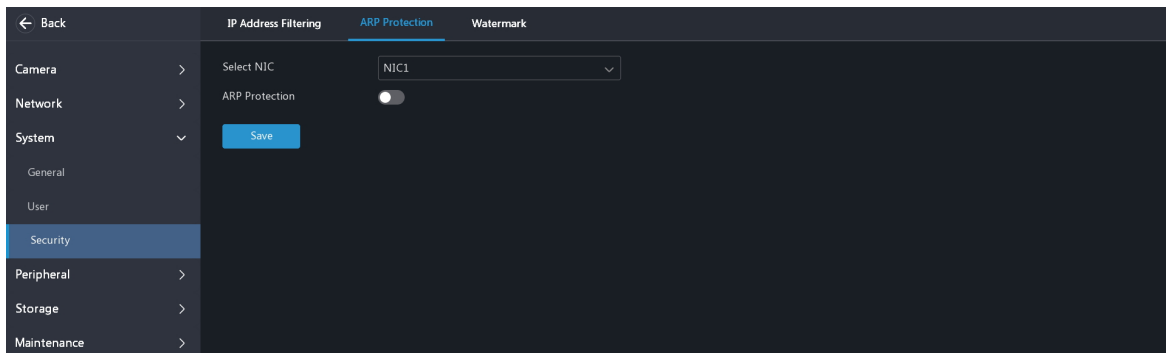 Back
IP Address Filtering
ARP Protection
Watermark
Camera
Network
System
General
User
Security
Peripheral
Storage
Maintenance
Select NIC
NIC1
ARP Protection
Save